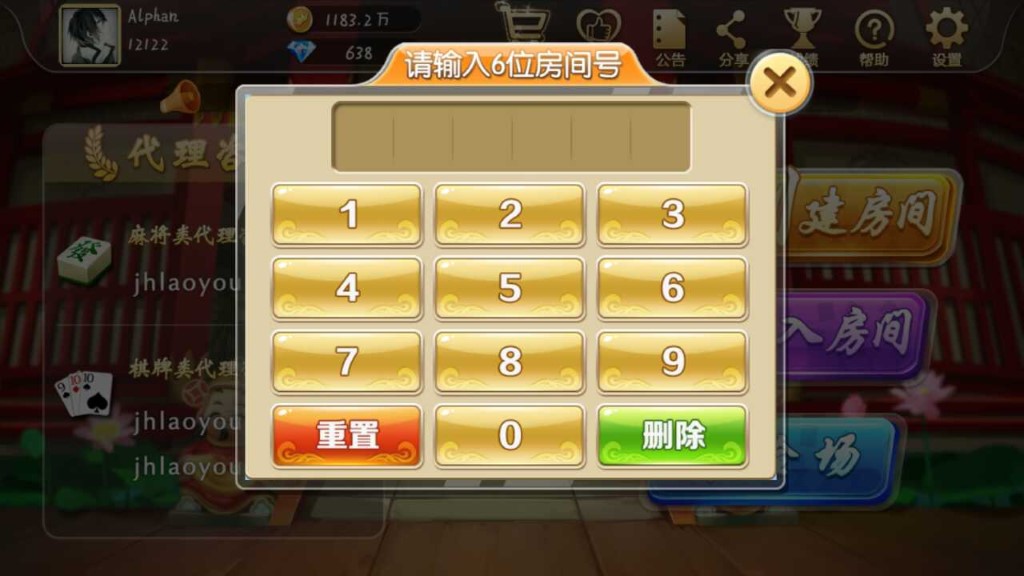 Alphan
12122
1183.2万
638
公告
分享
帮助
设置
请输入6位房间号
代理
麻将类代理
jhlaoyou
棋牌类代理
jhlaoyou
jhlaoyou
建房间
入房间
场
1
2
3
4
5
6
7
8
9
重置
0
删除